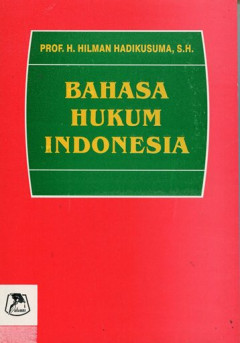 PROF. H. HILMAN HADIKUSUMA, S.H.
BAHASA
HUKUM
INDONESIA